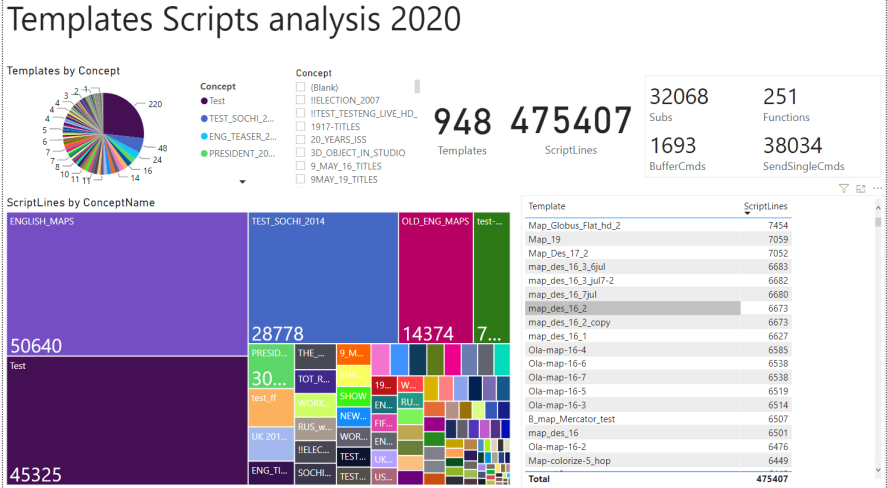 Templates Scripts analysis 2020
Templates by Concept
220
48
24
16
14
11
11
10
8
7
7
6
5
4
4
4
3
2
1
Concept
Test
TEST_SOCHI_2...
ENG_TEASER_2...
PRESIDENT_20...
Concept
(Blank)
!!ELECTION_2007
!!TEST_TESTENG_LIVE_HD_
1917-TITLES
20_YEARS_ISS
3D_OBJECT_IN_STUDIO
9_MAY_16_TITLES
9MAY_19_TITLES
948
Templates
475407
ScriptLines
32068
Subs
251
Functions
1693
BufferCmds
38034
SendSingleCmds
ScriptLines by ConceptName
ENGLISH_MAPS
50640
Test
45325
TEST_SOCHI_2014
28778
OLD_ENG_MAPS
14374
test-...
7...
PRESID...
30...
test_ff
UK 201...
ENG_TI...
THE_...
TOT_R...
WORK...
RUS_w...
!!ELEC...
SOCHI...
9_M...
ENG...
SHOW
NEW...
WOR...
TEST...
TEST...
19...
EN...
FIF...
EN...
UK...
US...
W...
RU...
Template ScriptLines
Map_Globus_Flat_hd_2 7454
Map_19 7059
Map_Des_17_2 7052
map_des_16_3_6jul 6683
map_des_16_3_jul7-2 6682
map_des_16_7jul 6680
map_des_16_2 6673
map_des_16_2_copy 6673
map_des_16_1 6627
Ola-map-16-4 6585
Ola-map-16-6 6538
Ola-map-16-7 6538
Ola-map-16-5 6519
Ola-map-16-3 6514
B_map_Mercator_test 6507
map_des_16 6501
Ola-map-16-2 6476
Map-colorize-5_hop 6449
Total 475407